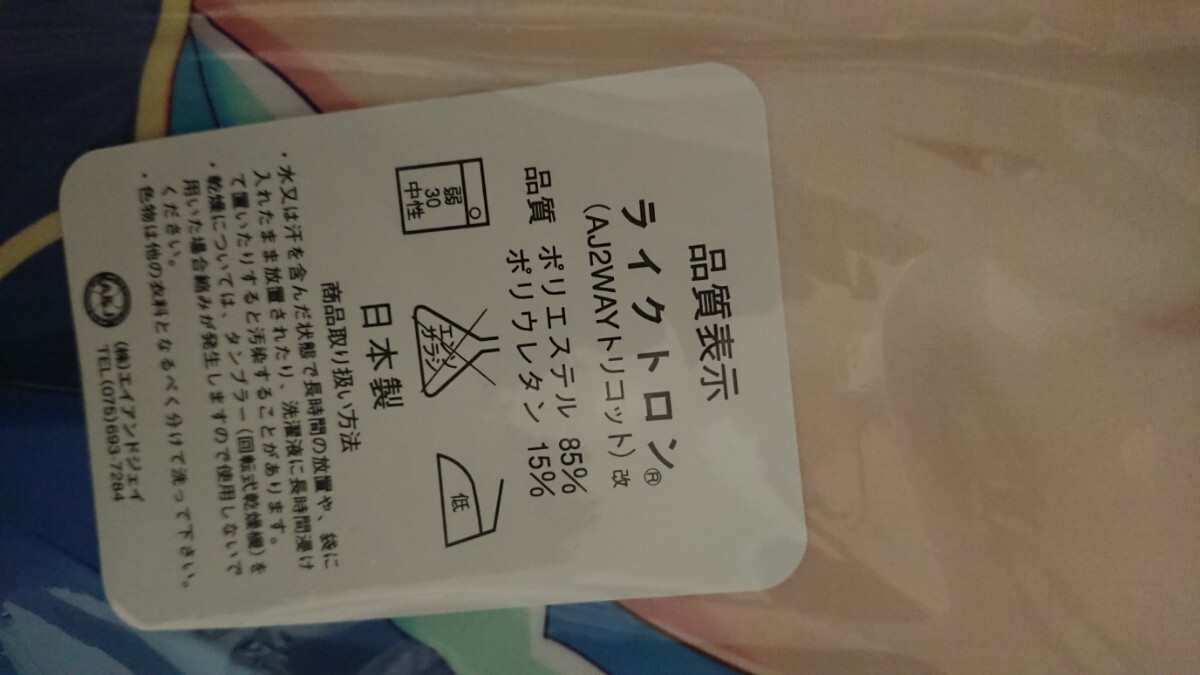 品質表示
ライクトロン®
(AJ2WAYトリコット)改
品質 ポリエステル 85%
ポリウレタン 15%
弱
30
中性
エンソ
サラシ
低
日本製
商品取り扱い方法
・水又は汗を含んだ状態で長時間の放置や、袋に
入れたまま放置されたり、洗濯液に長時間浸け
て置いたりすると汚染することがあります。
・乾燥については、タンブラー(回転式乾燥機)を
用いた場合縮みが発生しますので使用しないで
ください。
・色物は他の衣料となるべく分けて洗って下さい。
A&J
(株)エイアンドジェイ
TEL(075)693-7284